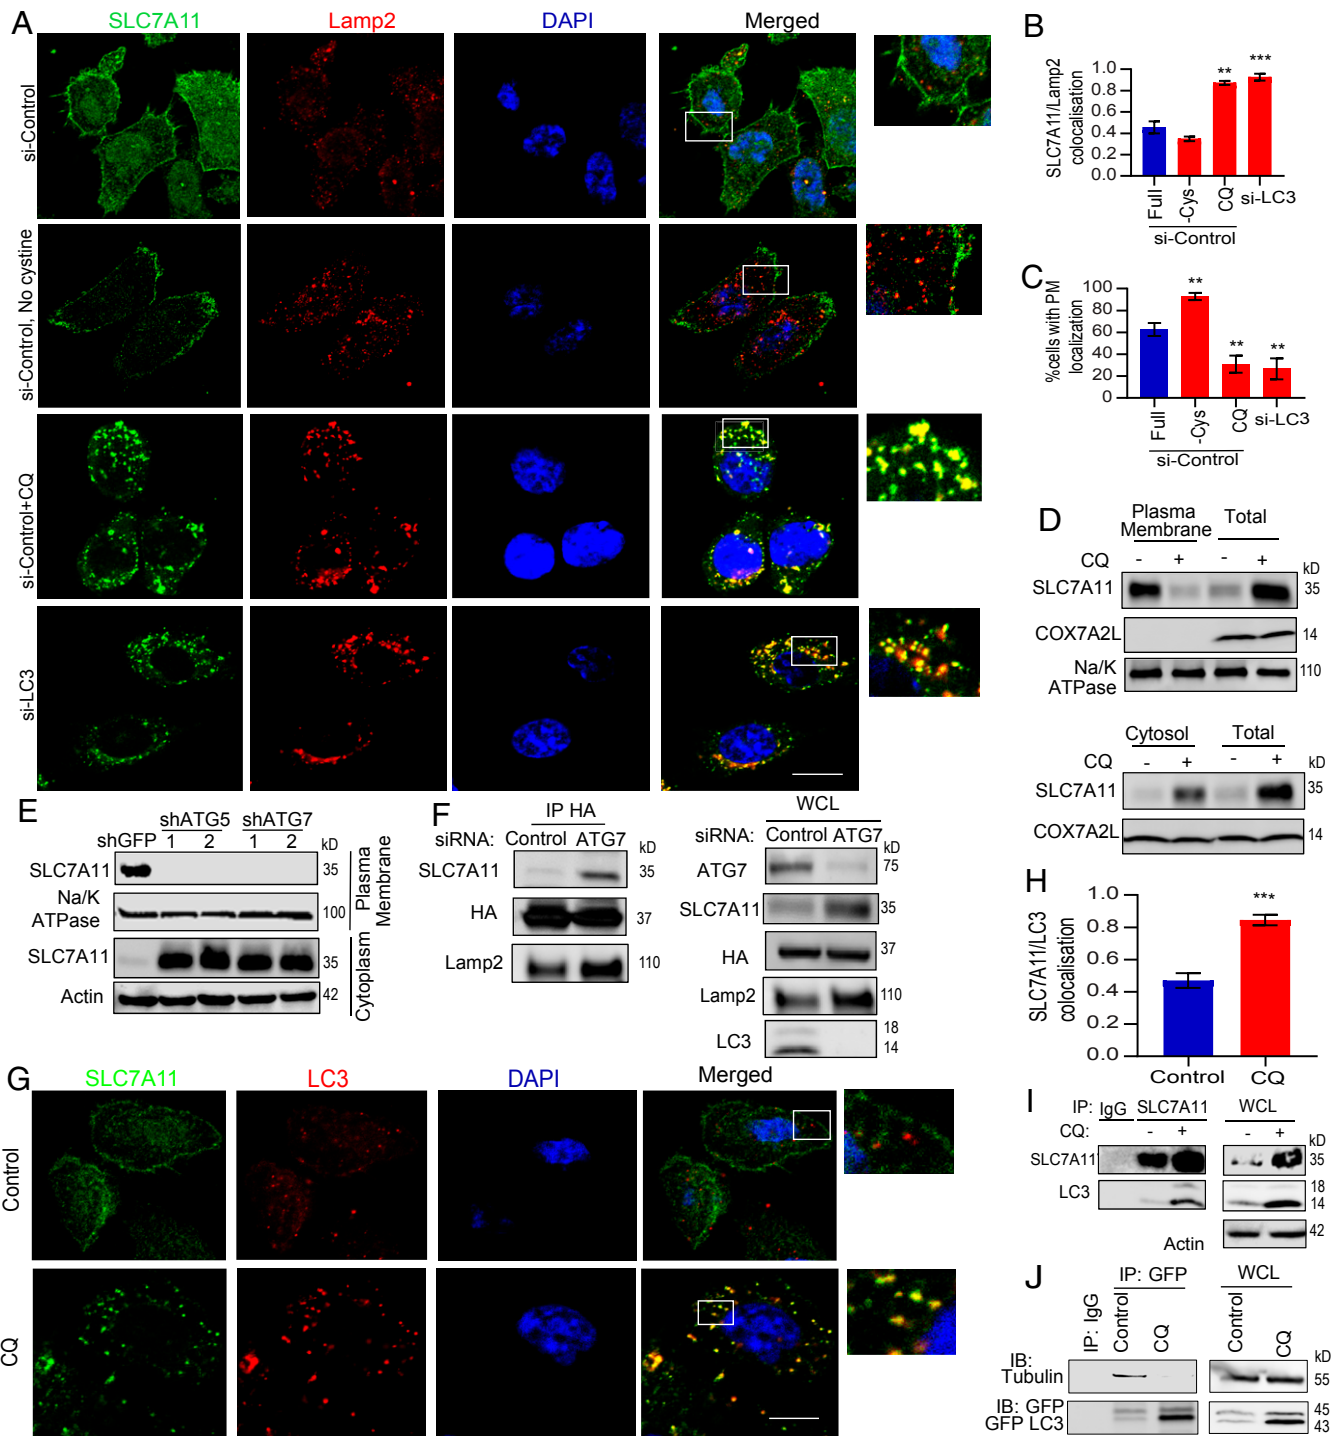 A
SLC7A11
Lamp2
DAPI
Merged
si-Control
si-Control, No cystine
si-Control+CQ
si-LC3
B
SLC7A11/Lamp2
colocalisation
1.0
0.8
0.6
0.4
0.2
0.0
**
***
Full
-Cys
CQ
si-LC3
si-Control
C
%cells with PM
localization
100
80
60
40
20
0
**
**
**
Full
-Cys
CQ
si-LC3
si-Control
D
Plasma
Membrane
Total
CQ - + - + kD
SLC7A11 35
COX7A2L 14
Na/K
ATPase 110
Cytosol Total
CQ - + - + kD
SLC7A11 35
COX7A2L 14
E
shATG5 shATG7
shGFP 1 2 1 2 kD
SLC7A11 35
Na/K
ATPase 100
SLC7A11 35
Actin 42
Plasma
Membrane
Cytoplasm
F
IP HA
siRNA: Control ATG7 kD
SLC7A11 35
HA 37
Lamp2 110
WCL
siRNA: Control ATG7 kD
ATG7 75
SLC7A11 35
HA 37
Lamp2 110
LC3 18
14
G
SLC7A11
LC3
DAPI
Merged
Control
CQ
H
SLC7A11/LC3
colocalisation
1.0
0.8
0.6
0.4
0.2
0.0
***
Control CQ
I
IP: IgG SLC7A11 WCL
CQ: - + - + kD
SLC7A11 35
LC3 18
14
Actin 42
J
IP: GFP WCL
IP: IgG
Control
CQ
Control
CQ
kD
IB:
Tubulin 55
IB: GFP 45
GFP LC3 43